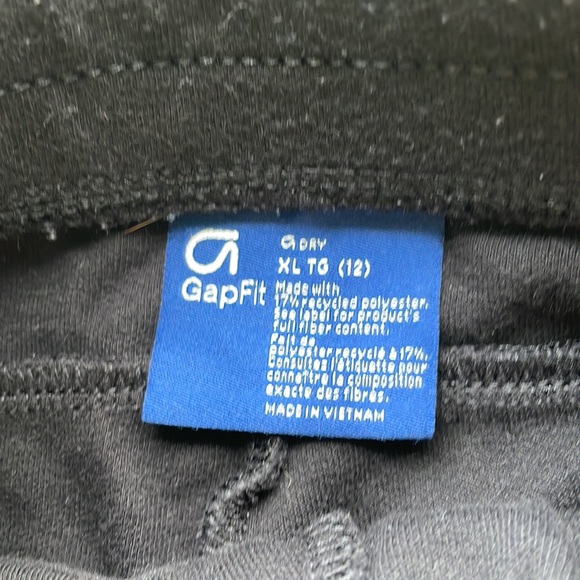 GapFit
G DRY
XL TG (12)
Made with
17% recycled polyester.
See label for product's
full fiber content.
Fait de
polyester recyclé à 17%.
Consultez l'étiquette pour
connaître la composition
exacte des fibres.
MADE IN VIETNAM